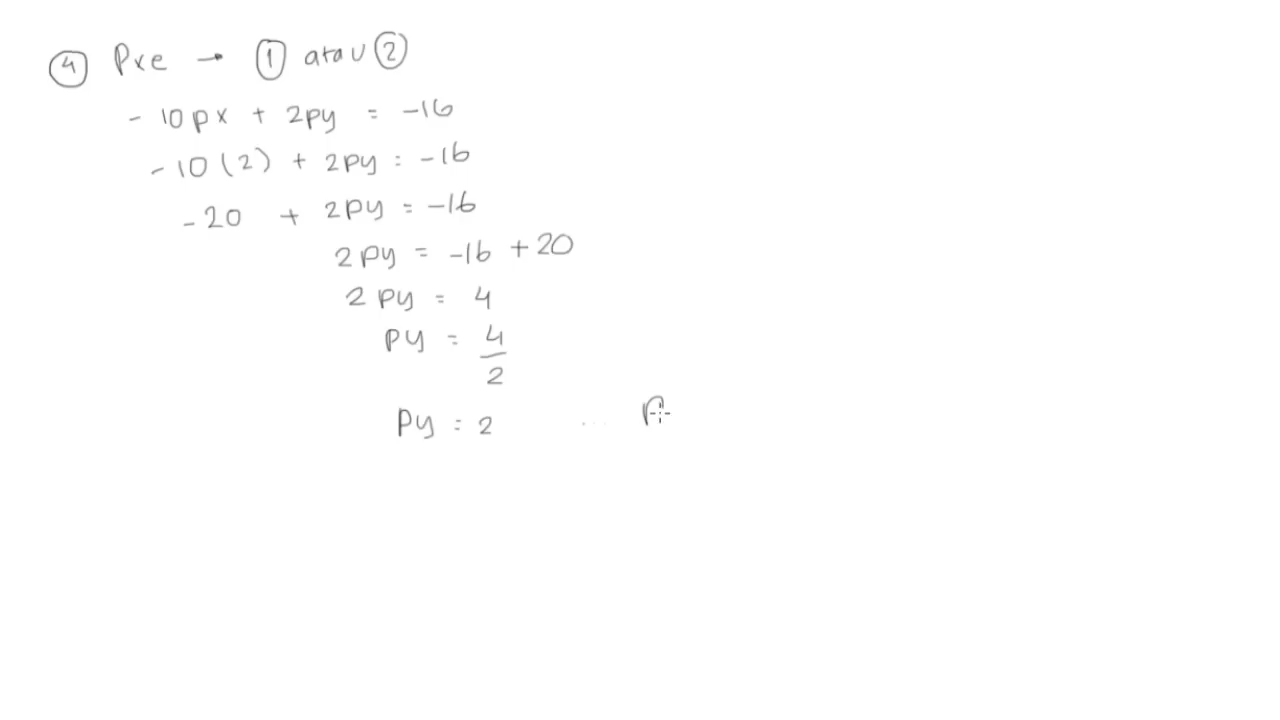 ④ Pxe → ① atau ②
- 10px + 2py = -16
- 10 (2) + 2py = -16
- 20 + 2py = -16
2py = -16 + 20
2py = 4
py = 4/2
py = 2 ...